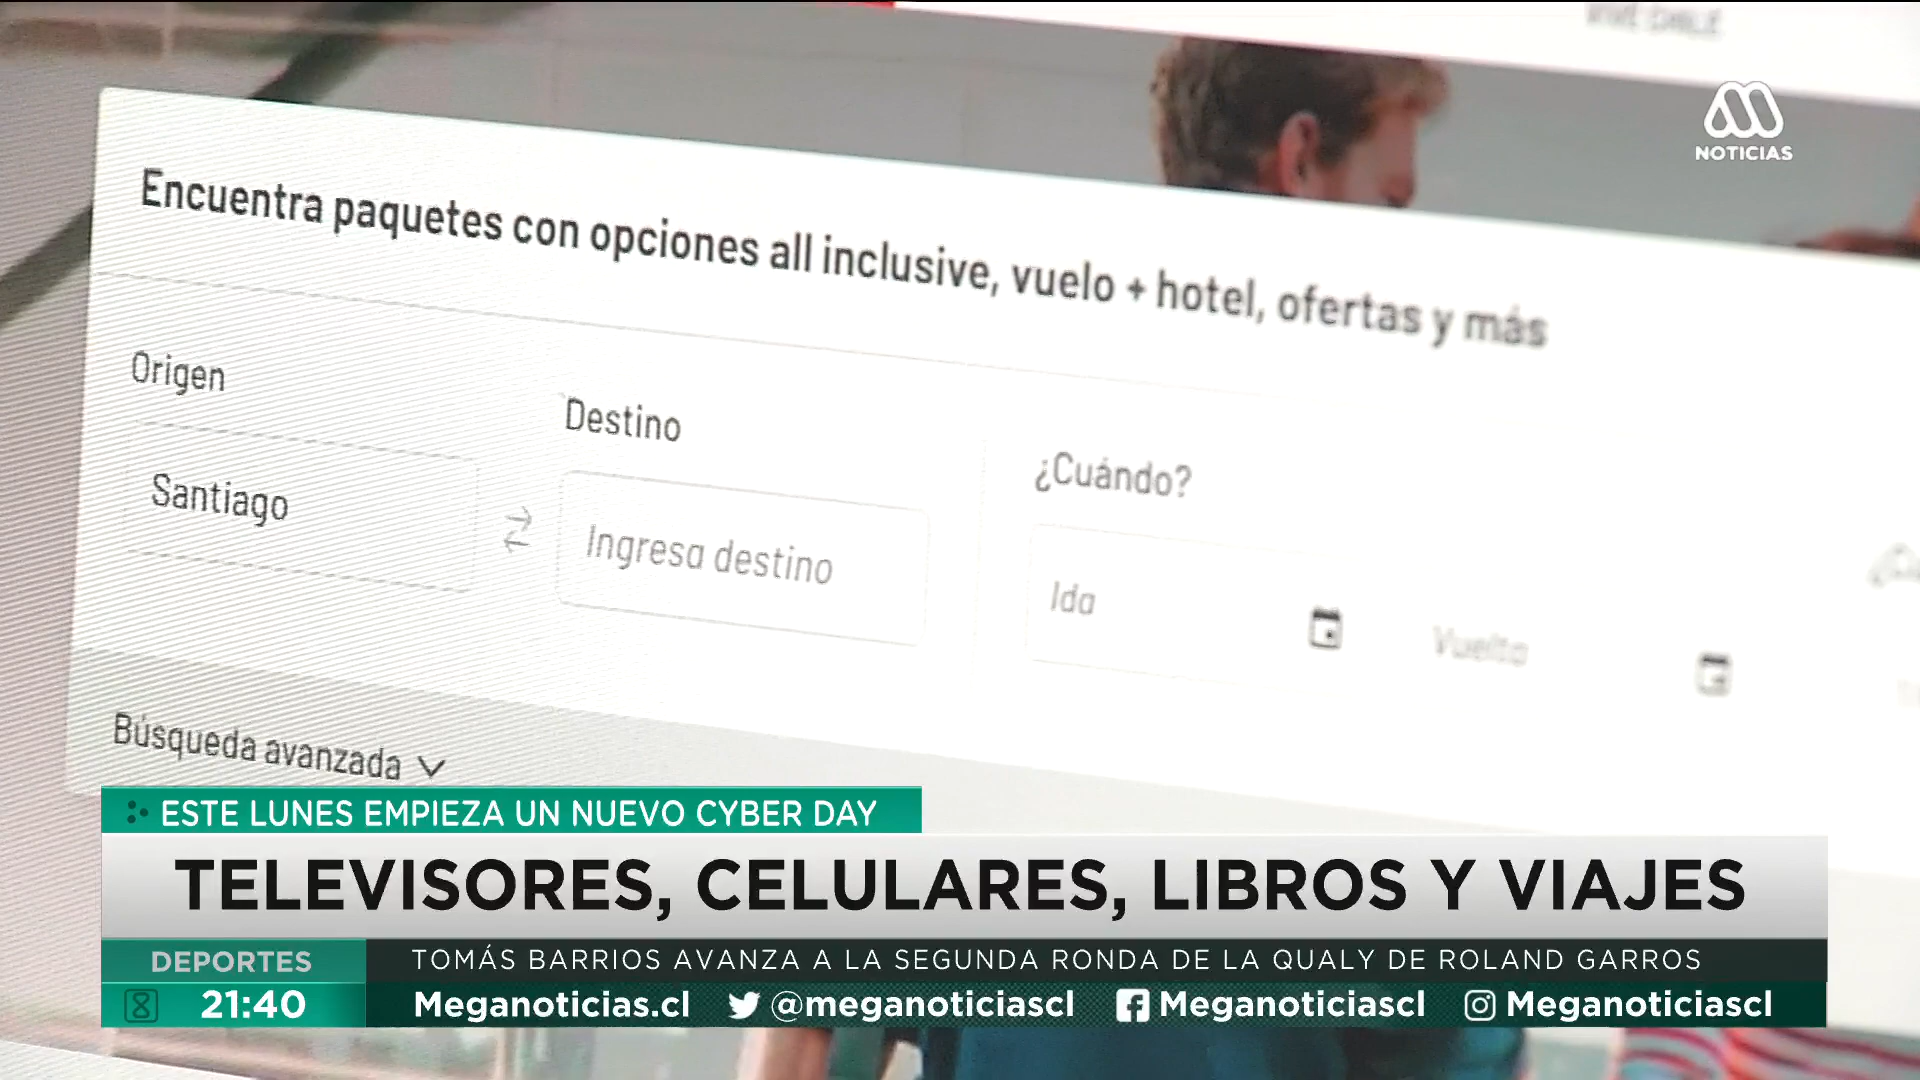 NOTICIAS
Encuentra paquetes con opciones all inclusive, vuelo + hotel, ofertas y más
Origen
Destino
¿Cuándo?
Santiago
Ingresa destino
Ida
Vuelta
Búsqueda avanzada
ESTE LUNES EMPIEZA UN NUEVO CYBER DAY
TELEVISORES, CELULARES, LIBROS Y VIAJES
DEPORTES
TOMÁS BARRIOS AVANZA A LA SEGUNDA RONDA DE LA QUALY DE ROLAND GARROS
21:40
Meganoticias.cl @meganoticiascl Meganoticiascl Meganoticiascl